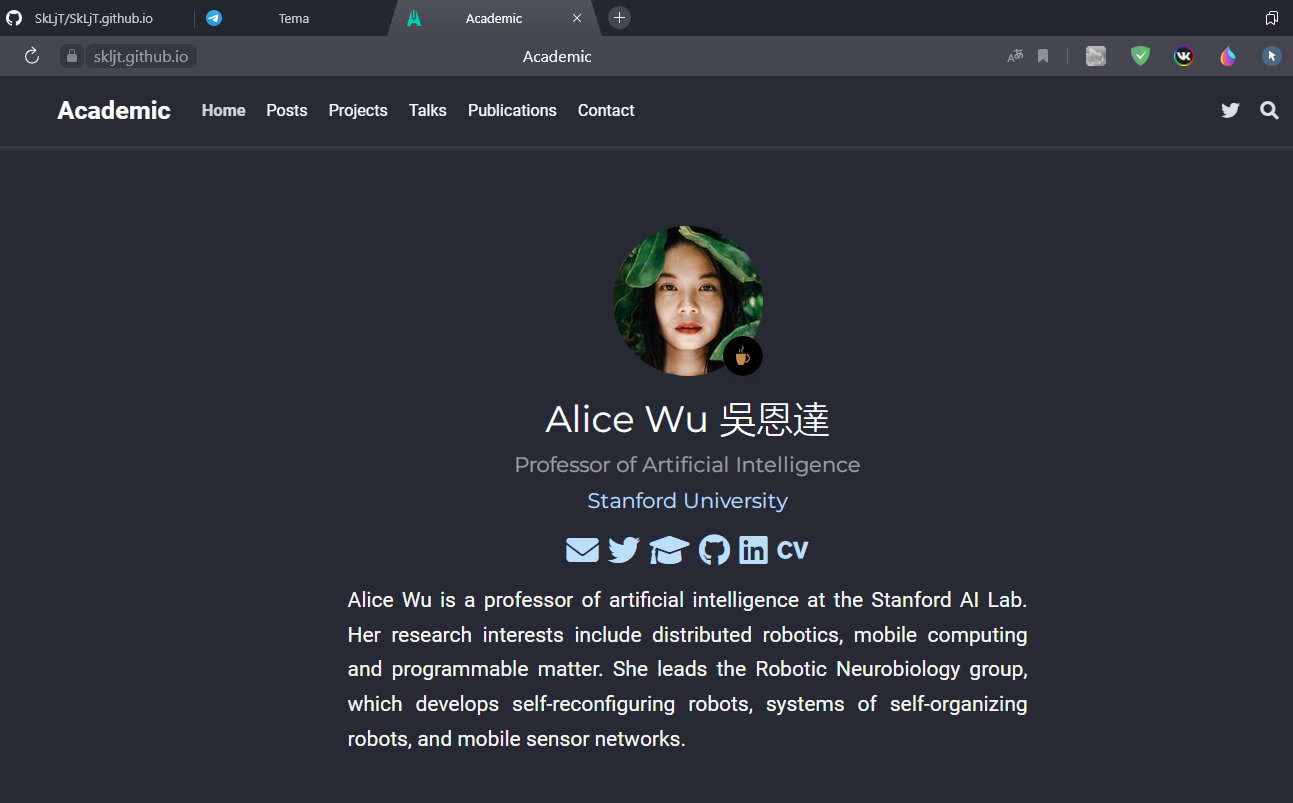 SkLjT/SkLjT.github.io
Tema
Academic
skljt.github.io
Academic
Academic Home Posts Projects Talks Publications Contact
Alice Wu 吳恩達
Professor of Artificial Intelligence
Stanford University
CV
Alice Wu is a professor of artificial intelligence at the Stanford AI Lab.
Her research interests include distributed robotics, mobile computing
and programmable matter. She leads the Robotic Neurobiology group,
which develops self-reconfiguring robots, systems of self-organizing
robots, and mobile sensor networks.